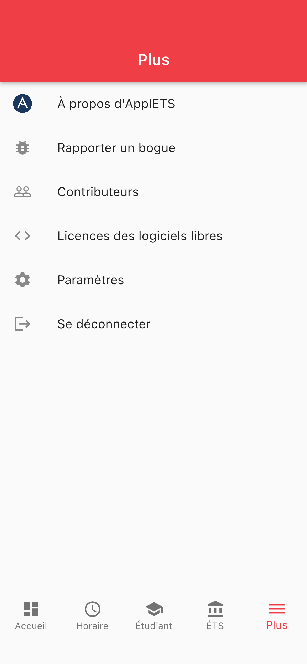 Plus
À propos d'ApplETS
Rapporter un bogue
Contributeurs
Licences des logiciels libres
Paramètres
Se déconnecter
Accueil Horaire Étudiant ÉTS Plus